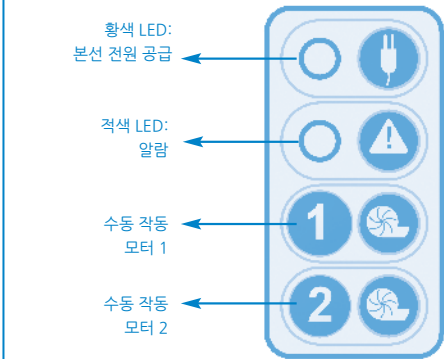 황색 LED:
본선 전원 공급
적색 LED:
알람
1
수동 작동
모터 1
2
수동 작동
모터 2